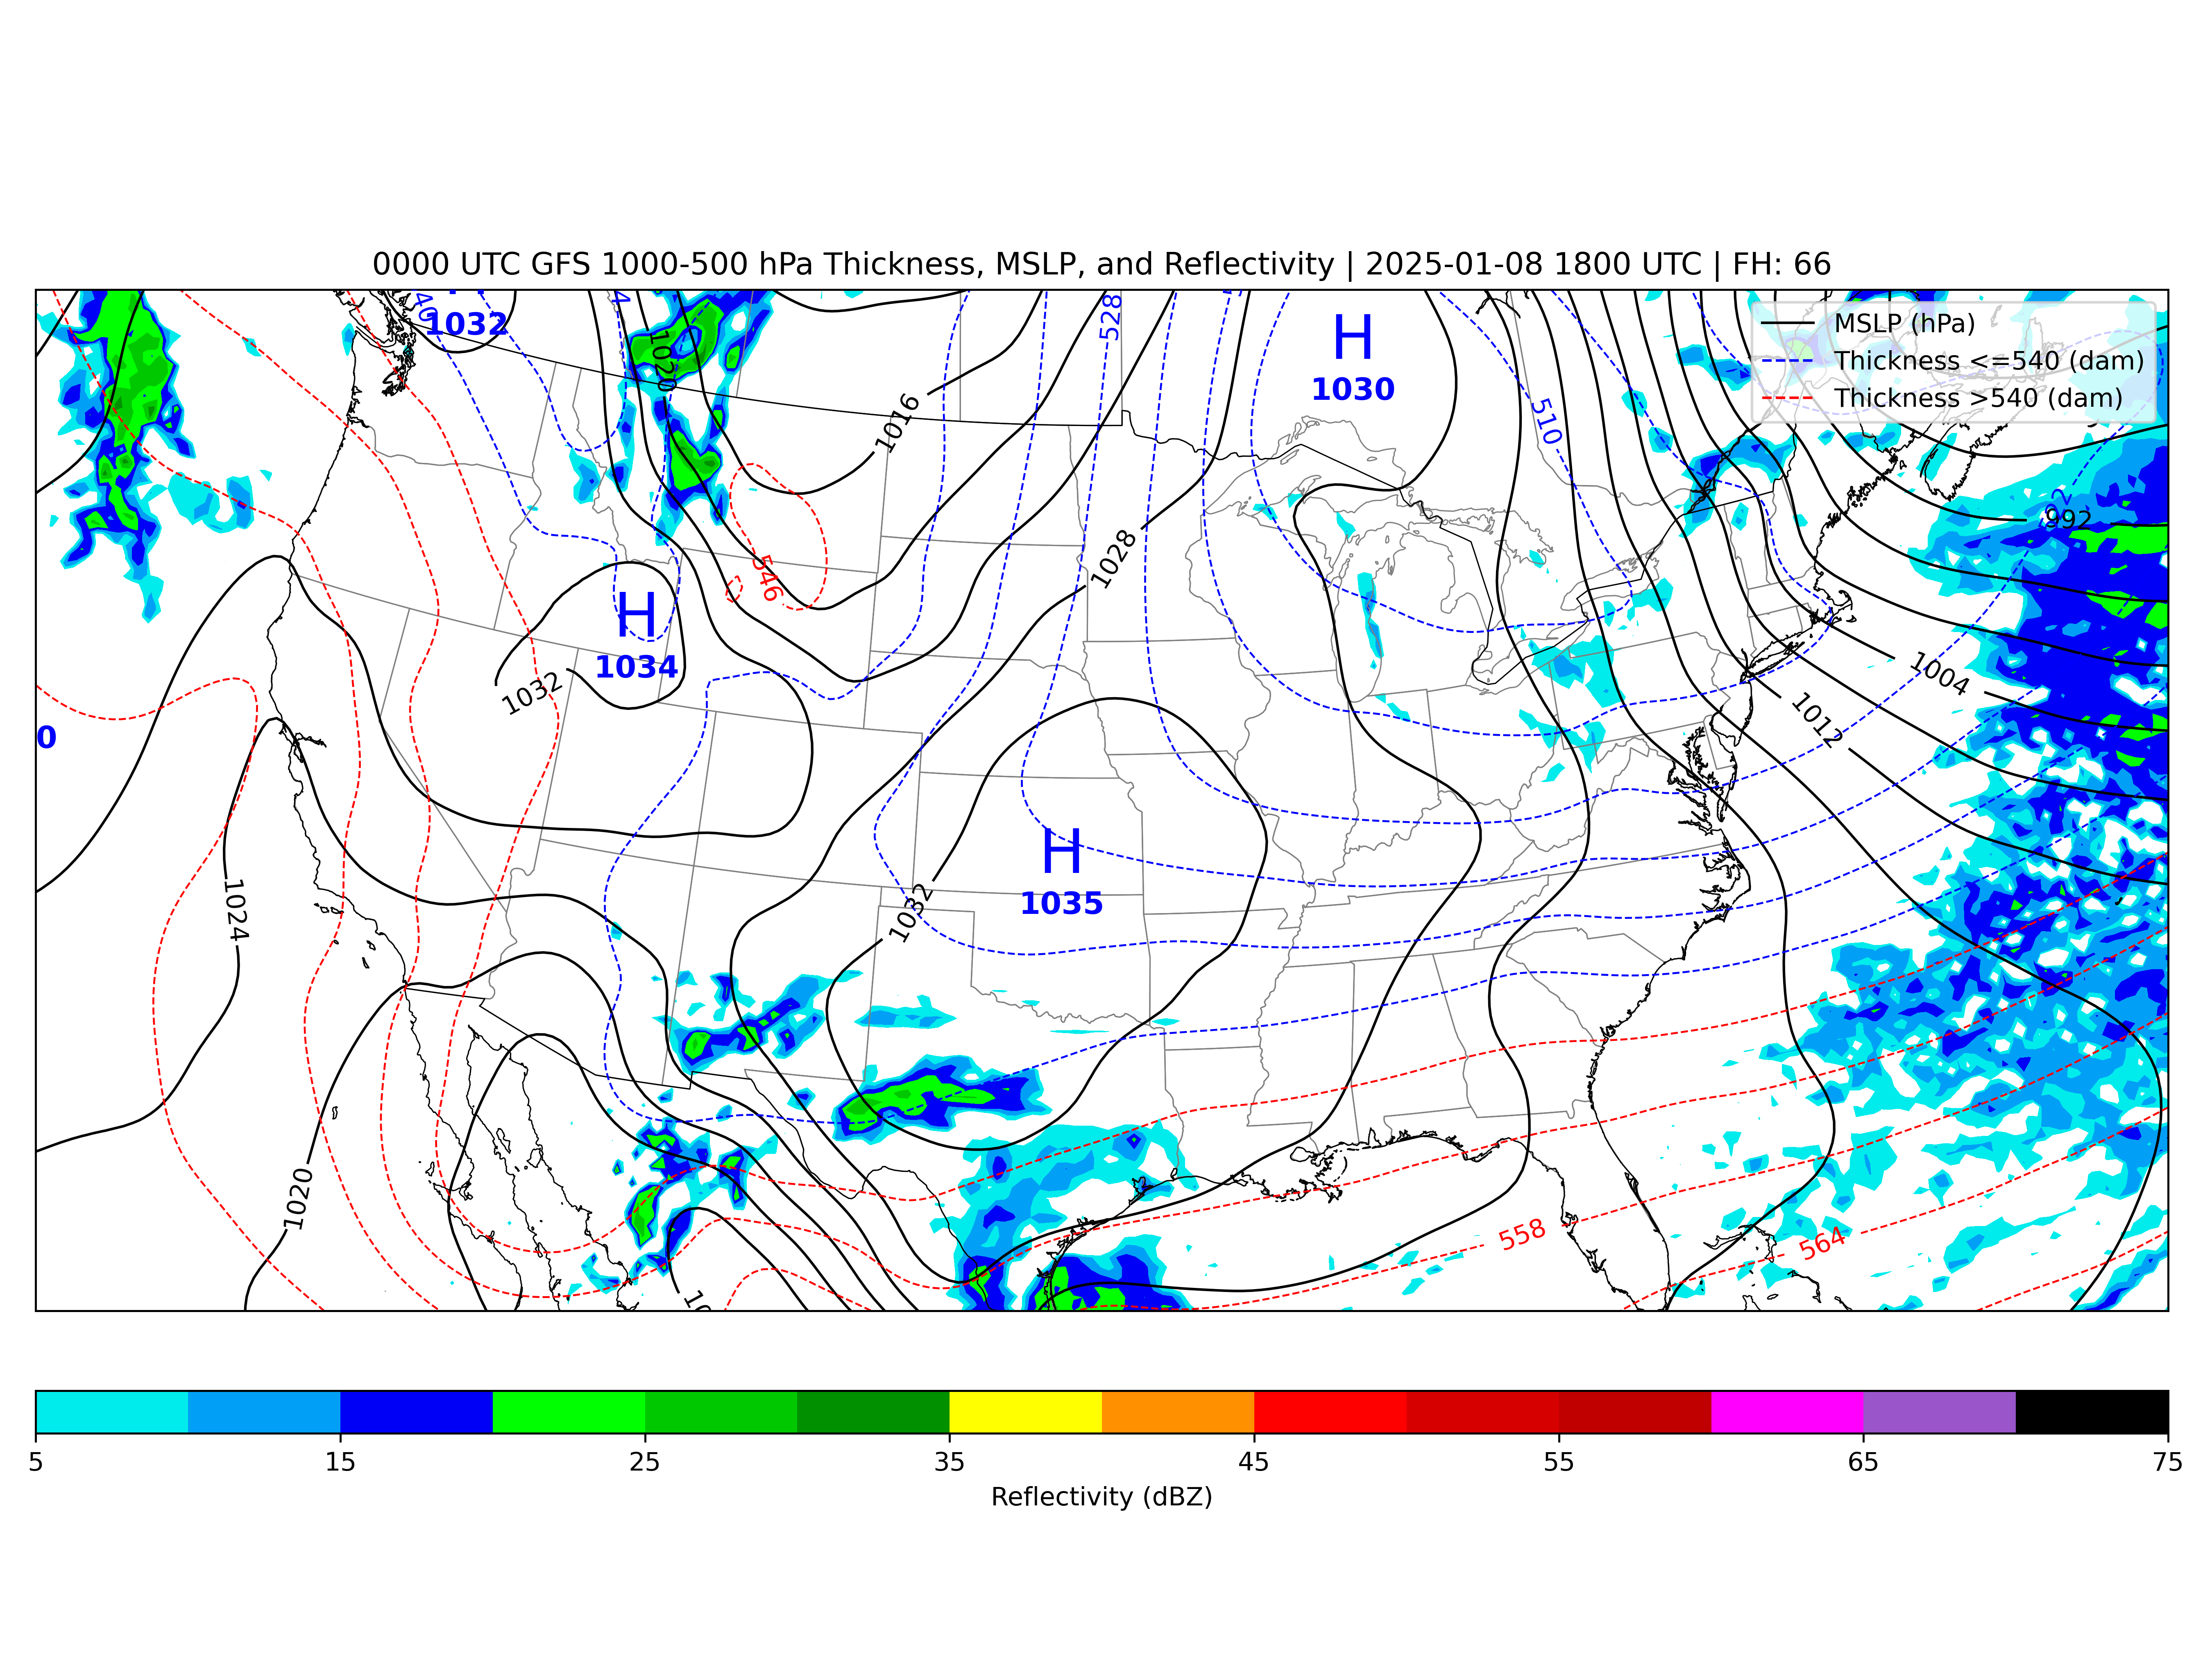 0000 UTC GFS 1000-500 hPa Thickness, MSLP, and Reflectivity | 2025-01-08 1800 UTC | FH: 66
MSLP (hPa)
Thickness <=540 (dam)
Thickness >540 (dam)
1032
528
H
1030
1020
1016
510
992
1028
546
H
1034
1032
1004
1012
0
H
1035
1032
1024
1020
558
564
5 15 25 35 45 55 65 75
Reflectivity (dBZ)